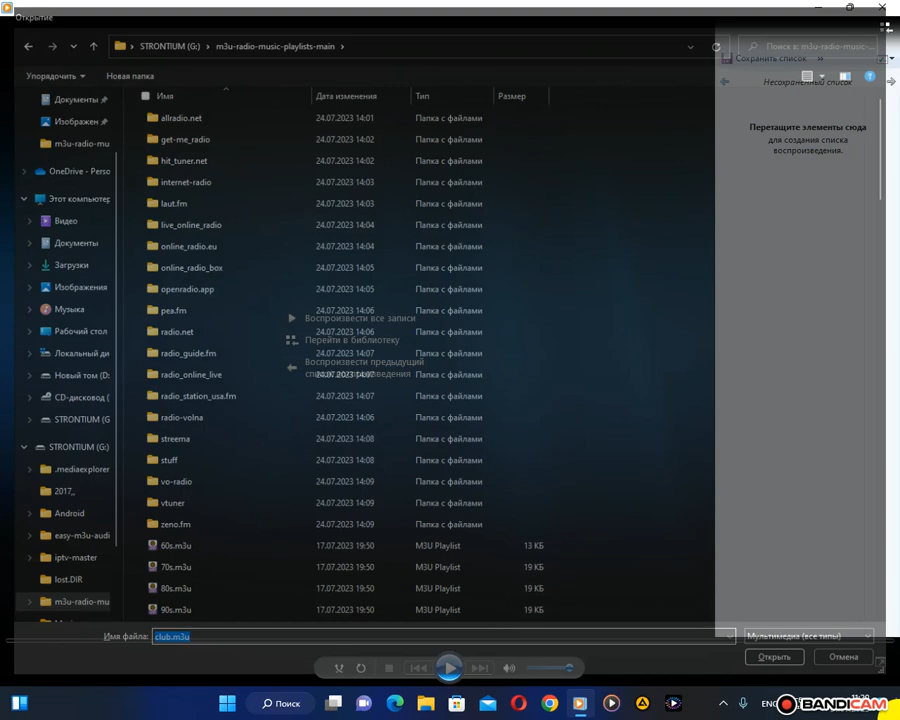 Открытие
STRONTIUM (G:) › m3u-radio-music-playlists-main ›
Поиск в: m3u-radio-music-...
Сохранить список »
Упорядочить
Новая папка
Несохраненный список
Имя
Дата изменения
Тип
Размер
Перетащите элементы сюда
для создания списка
воспроизведения.
Документы
Изображен
m3u-radio-mu
OneDrive - Perso
Этот компьютер
Видео
Документы
Загрузки
Изображения
Музыка
Рабочий стол
Локальный ди
Новый том (D:
CD-дисковод (
STRONTIUM (G
STRONTIUM (G:)
.mediaexplorer
2017,,
Android
easy-m3u-audi
iptv-master
lost.DIR
m3u-radio-mu
allradio.net 24.07.2023 14:01 Папка с файлами
get-me_radio 24.07.2023 14:02 Папка с файлами
hit_tuner.net 24.07.2023 14:02 Папка с файлами
internet-radio 24.07.2023 14:03 Папка с файлами
laut.fm 24.07.2023 14:03 Папка с файлами
live_online_radio 24.07.2023 14:04 Папка с файлами
online_radio.eu 24.07.2023 14:04 Папка с файлами
online_radio_box 24.07.2023 14:05 Папка с файлами
openradio.app 24.07.2023 14:05 Папка с файлами
pea.fm 24.07.2023 14:06 Папка с файлами
radio.net 24.07.2023 14:06 Папка с файлами
radio_guide.fm 24.07.2023 14:07 Папка с файлами
radio_online_live 24.07.2023 14:07 Папка с файлами
radio_station_usa.fm 24.07.2023 14:07 Папка с файлами
radio-volna 24.07.2023 14:06 Папка с файлами
streema 24.07.2023 14:08 Папка с файлами
stuff 24.07.2023 14:08 Папка с файлами
vo-radio 24.07.2023 14:09 Папка с файлами
vtuner 24.07.2023 14:09 Папка с файлами
zeno.fm 24.07.2023 14:09 Папка с файлами
60s.m3u 17.07.2023 19:50 M3U Playlist 13 КБ
70s.m3u 17.07.2023 19:50 M3U Playlist 19 КБ
80s.m3u 17.07.2023 19:50 M3U Playlist 19 КБ
90s.m3u 17.07.2023 19:50 M3U Playlist 19 КБ
Воспроизвести все записи
Перейти в библиотеку
Воспроизвести предыдущий
список воспроизведения
Имя файла: club.m3u
Мультимедиа (все типы)
Открыть
Отмена
Поиск
ENG
11:20
BANDICAM